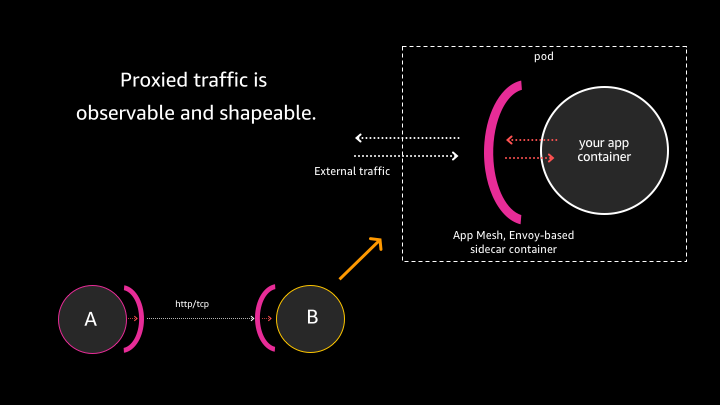 Proxied traffic is
observable and shapeable.
pod
your app
container
External traffic
App Mesh, Envoy-based
sidecar container
A
http/tcp
B